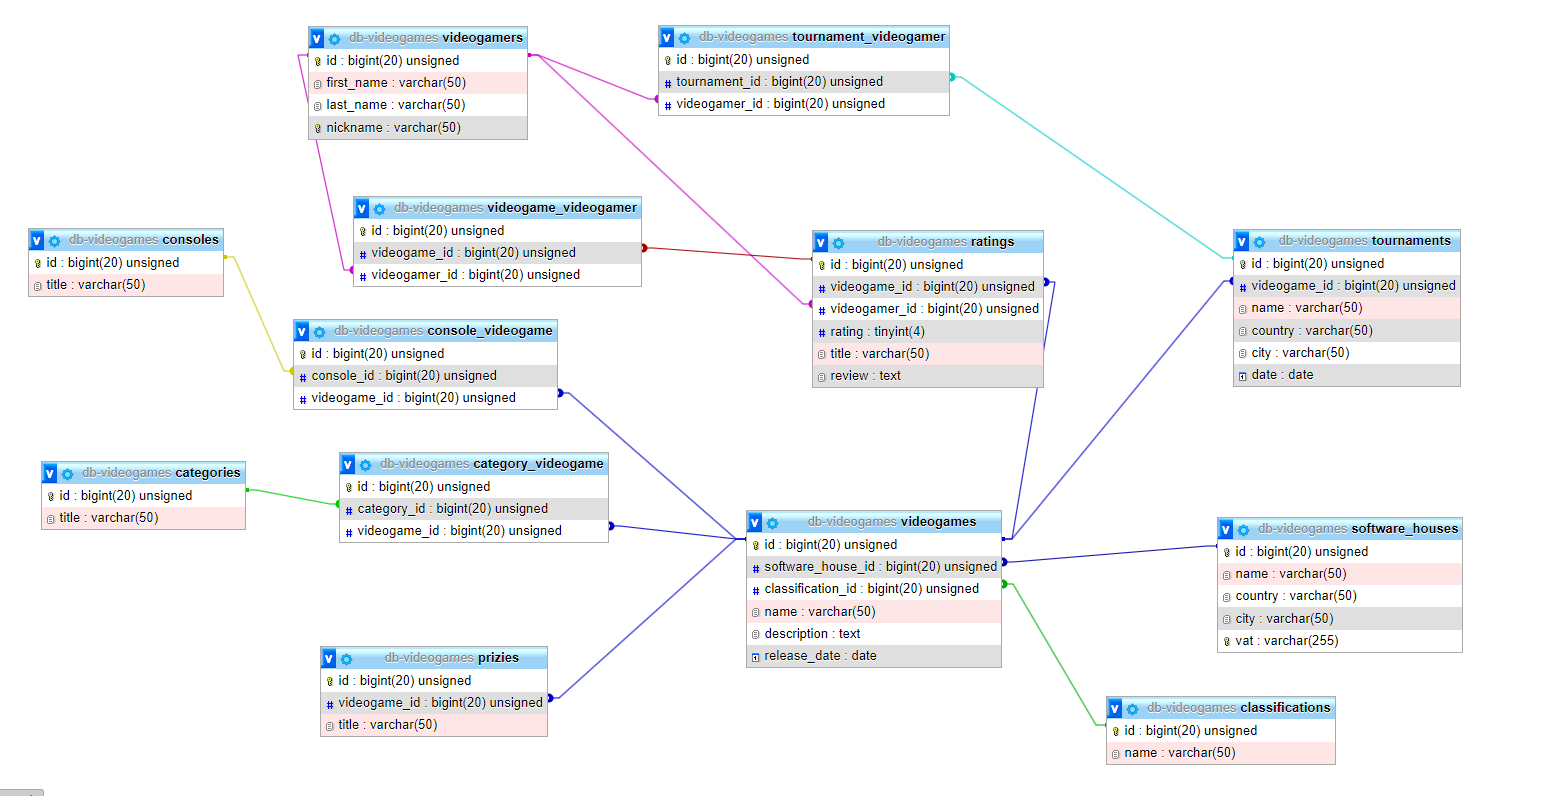 db-videogames videogamers
id : bigint(20) unsigned
first_name : varchar(50)
last_name : varchar(50)
nickname : varchar(50)
db-videogames tournament_videogamer
id : bigint(20) unsigned
tournament_id : bigint(20) unsigned
videogamer_id : bigint(20) unsigned
db-videogames videogame_videogamer
id : bigint(20) unsigned
videogame_id : bigint(20) unsigned
videogamer_id : bigint(20) unsigned
db-videogames consoles
id : bigint(20) unsigned
title : varchar(50)
db-videogames ratings
id : bigint(20) unsigned
videogame_id : bigint(20) unsigned
videogamer_id : bigint(20) unsigned
rating : tinyint(4)
title : varchar(50)
review : text
db-videogames tournaments
id : bigint(20) unsigned
videogame_id : bigint(20) unsigned
name : varchar(50)
country : varchar(50)
city : varchar(50)
date : date
db-videogames console_videogame
id : bigint(20) unsigned
console_id : bigint(20) unsigned
videogame_id : bigint(20) unsigned
db-videogames categories
id : bigint(20) unsigned
title : varchar(50)
db-videogames category_videogame
id : bigint(20) unsigned
category_id : bigint(20) unsigned
videogame_id : bigint(20) unsigned
db-videogames videogames
id : bigint(20) unsigned
software_house_id : bigint(20) unsigned
classification_id : bigint(20) unsigned
name : varchar(50)
description : text
release_date : date
db-videogames software_houses
id : bigint(20) unsigned
name : varchar(50)
country : varchar(50)
city : varchar(50)
vat : varchar(255)
db-videogames prizies
id : bigint(20) unsigned
videogame_id : bigint(20) unsigned
title : varchar(50)
db-videogames classifications
id : bigint(20) unsigned
name : varchar(50)